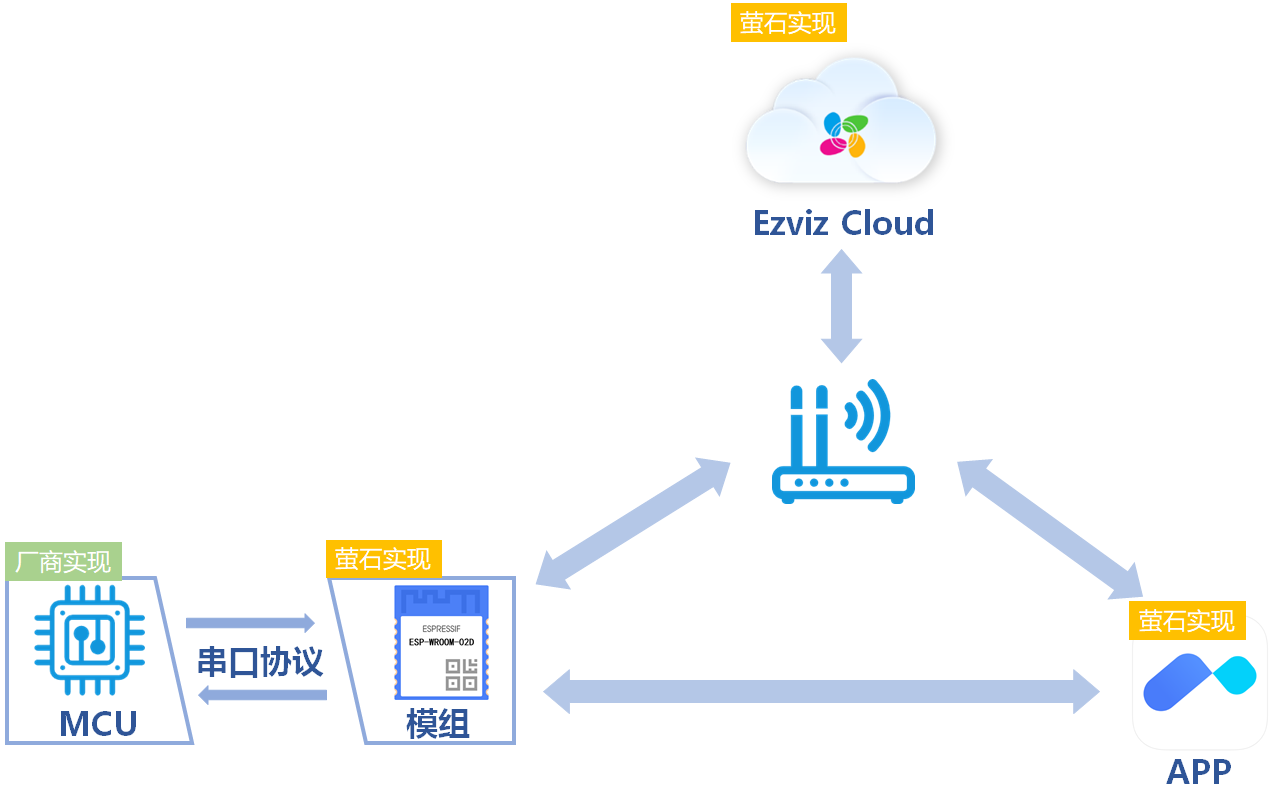 萤石实现
Ezviz Cloud
厂商实现
萤石实现
ESPRESSIF
ESP-WROOM-02D
串口协议
MCU
模组
萤石实现
APP